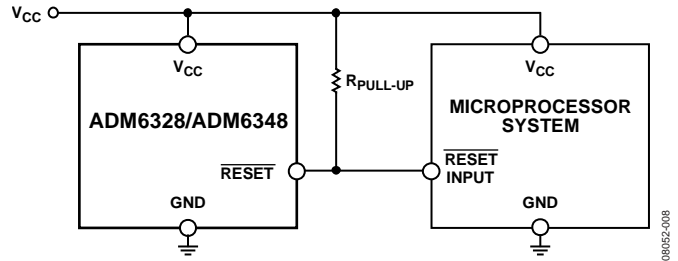 VCC
VCC
RPULL-UP
VCC
ADM6328/ADM6348
MICROPROCESSOR
SYSTEM
RESET
RESET
INPUT
GND
GND
08052-008